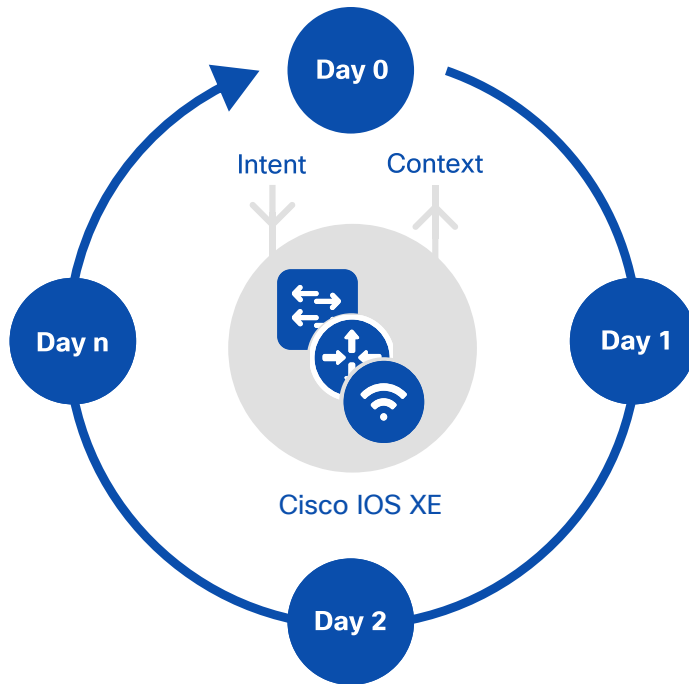 Day 0
Intent
Context
Day n
Day 1
Cisco IOS XE
Day 2